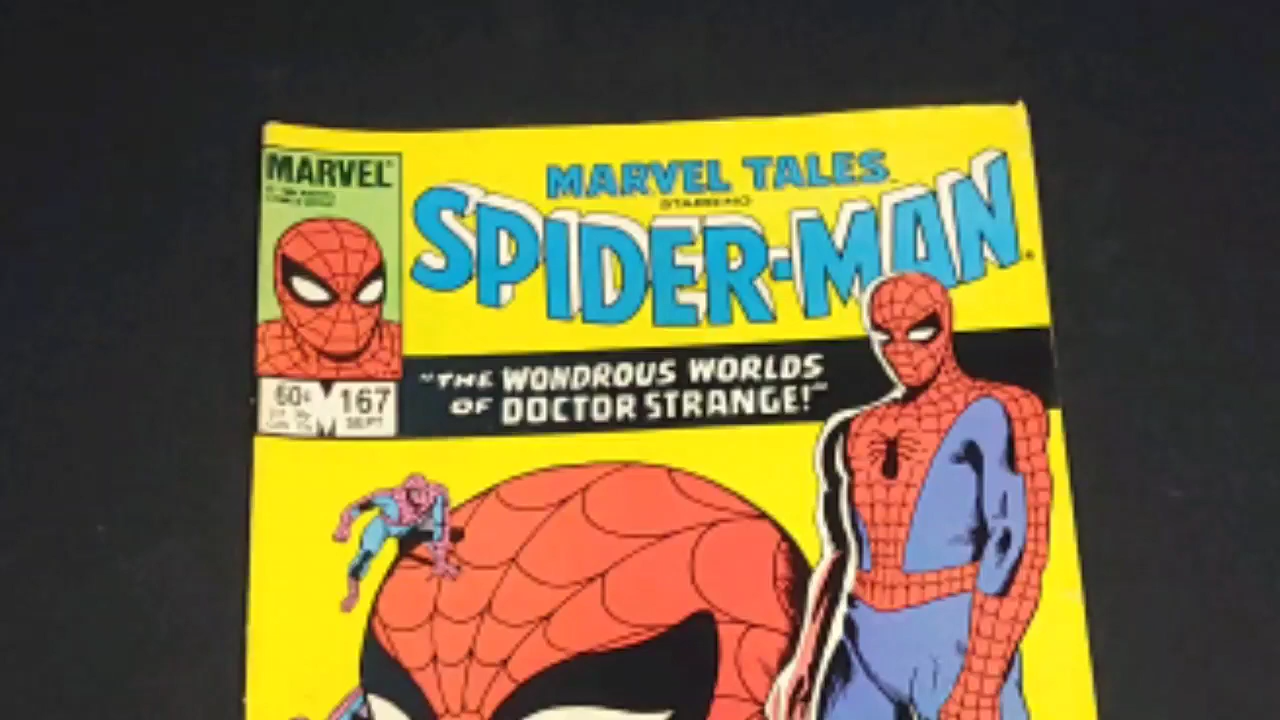 MARVEL
MARVEL TALES
STARRING
SPIDER-MAN
"THE WONDROUS WORLDS
OF DOCTOR STRANGE!"
60¢
167
SEPT